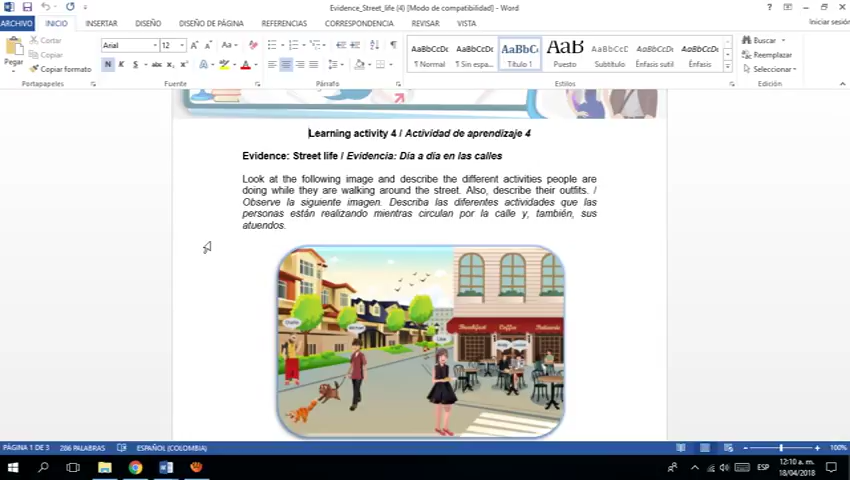 Evidence_Street_life (4) [Modo de compatibilidad] - Word
Iniciar sesión
ARCHIVO INICIO INSERTAR DISEÑO DISEÑO DE PÁGINA REFERENCIAS CORRESPONDENCIA REVISAR VISTA
Pegar
Cortar
Copiar
Copiar formato
Portapapeles
Arial 12
N K S abc
Fuente
Párrafo
AaBbCcDc AaBbCcDc AaBbC AaB AaBbCcD AaBbCcDc AaBbCcDc
¶ Normal ¶ Sin espa... Título 1 Puesto Subtítulo Énfasis sutil Énfasis
Estilos
Buscar
Reemplazar
Seleccionar
Edición
Learning activity 4 / Actividad de aprendizaje 4
Evidence: Street life / Evidencia: Día a día en las calles
Look at the following image and describe the different activities people are
doing while they are walking around the street. Also, describe their outfits. /
Observe la siguiente imagen. Describa las diferentes actividades que las
personas están realizando mientras circulan por la calle y, también, sus
atuendos.
Breakfast Coffee
Lisa
PÁGINA 1 DE 3 206 PALABRAS ESPAÑOL (COLOMBIA) 100%
ESP
12:10 a. m.
18/04/2018